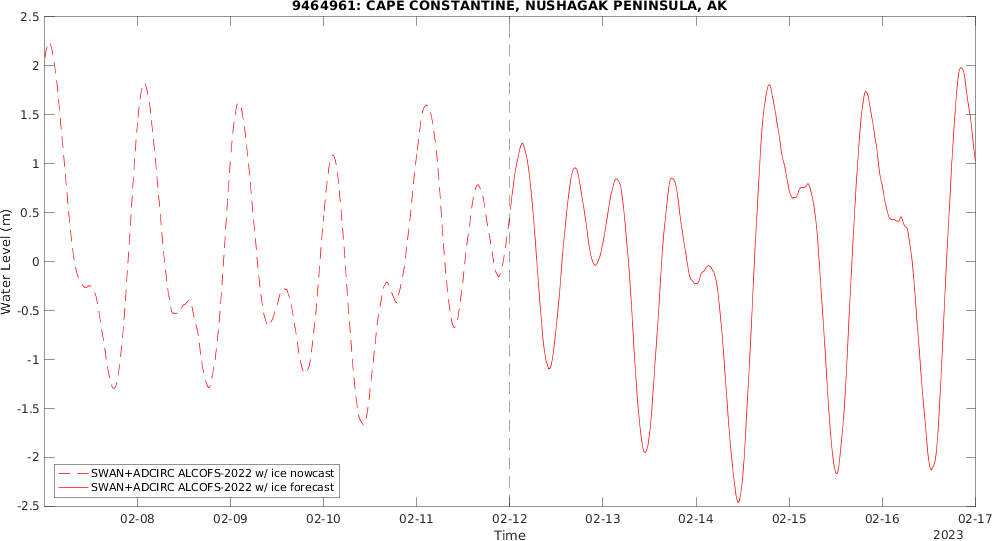 9464961: CAPE CONSTANTINE, NUSHAGAK PENINSULA, AK
2.5
2
1.5
1
0.5
0
-0.5
-1
-1.5
-2
-2.5
Water Level (m)
SWAN+ADCIRC ALCOFS-2022 w/ ice nowcast
SWAN+ADCIRC ALCOFS-2022 w/ ice forecast
02-08 02-09 02-10 02-11 02-12 02-13 02-14 02-15 02-16 02-17
Time 2023